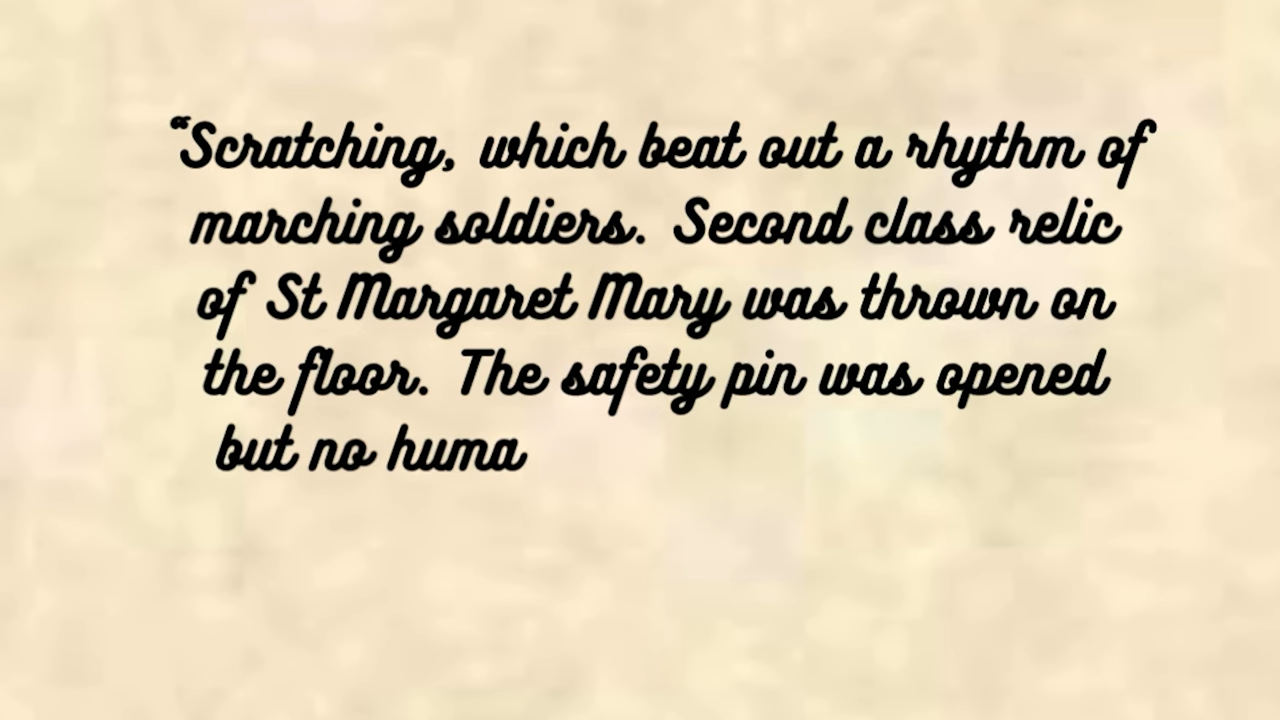 “Scratching, which beat out a rhythm of
marching soldiers. Second class relic
of St Margaret Mary was thrown on
the floor. The safety pin was opened
but no huma